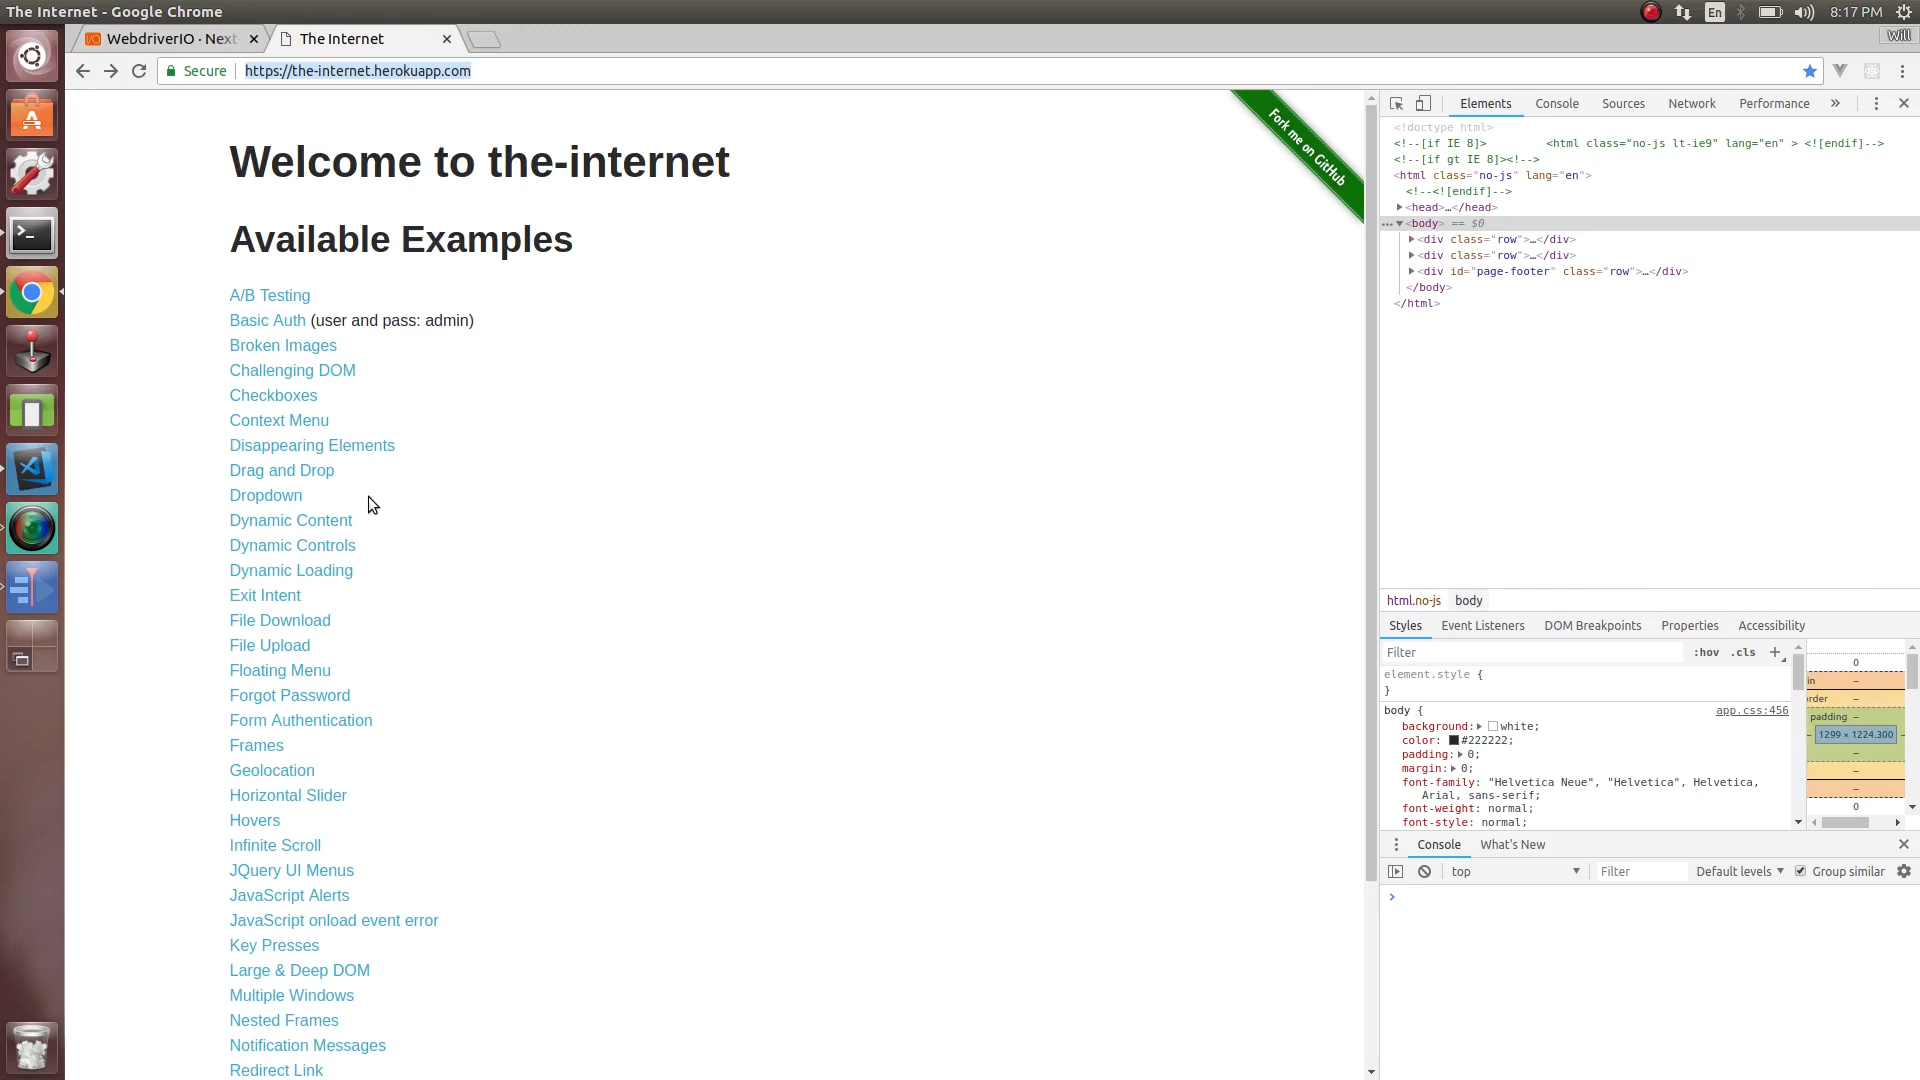 The Internet - Google Chrome
En
8:17 PM
WebdriverIO · Next
The Internet
Will
Secure
https://the-internet.herokuapp.com
Fork me on GitHub
Welcome to the-internet
Available Examples
A/B Testing
Basic Auth (user and pass: admin)
Broken Images
Challenging DOM
Checkboxes
Context Menu
Disappearing Elements
Drag and Drop
Dropdown
Dynamic Content
Dynamic Controls
Dynamic Loading
Exit Intent
File Download
File Upload
Floating Menu
Forgot Password
Form Authentication
Frames
Geolocation
Horizontal Slider
Hovers
Infinite Scroll
JQuery UI Menus
JavaScript Alerts
JavaScript onload event error
Key Presses
Large & Deep DOM
Multiple Windows
Nested Frames
Notification Messages
Redirect Link
Elements Console Sources Network Performance »
<!doctype html>
<!--[if IE 8]> <html class="no-js lt-ie9" lang="en" > <![endif]-->
<!--[if gt IE 8]><!-->
<html class="no-js" lang="en">
<!--<![endif]-->
<head>…</head>
<body> == $0
<div class="row">…</div>
<div class="row">…</div>
<div id="page-footer" class="row">…</div>
</body>
</html>
html.no-js body
Styles Event Listeners DOM Breakpoints Properties Accessibility
Filter :hov .cls +
element.style {
}
body { app.css:456
background: white;
color: #222222;
padding: 0;
margin: 0;
font-family: "Helvetica Neue", "Helvetica", Helvetica,
Arial, sans-serif;
font-weight: normal;
font-style: normal;
0
in –
order –
padding –
– 1299 × 1224.300 –
–
–
–
0
Console What's New
top Filter Default levels Group similar
>